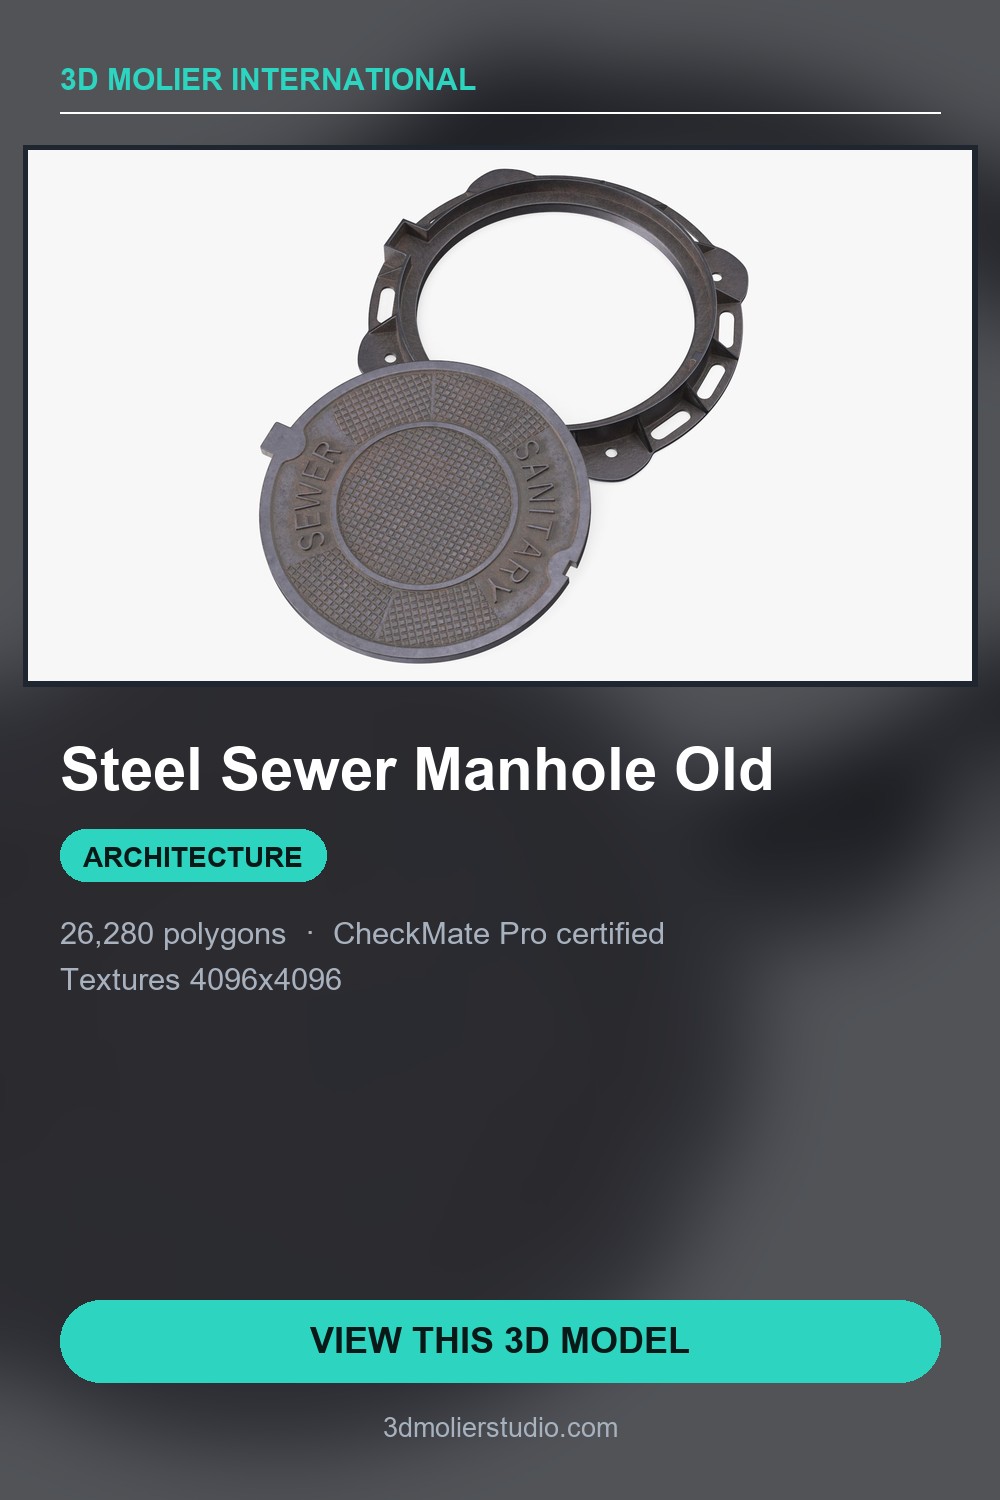 3D MOLIER INTERNATIONAL
SEWER
SANITARY
Steel Sewer Manhole Old
ARCHITECTURE
26,280 polygons · CheckMate Pro certified
Textures 4096x4096
VIEW THIS 3D MODEL
3dmolierstudio.com